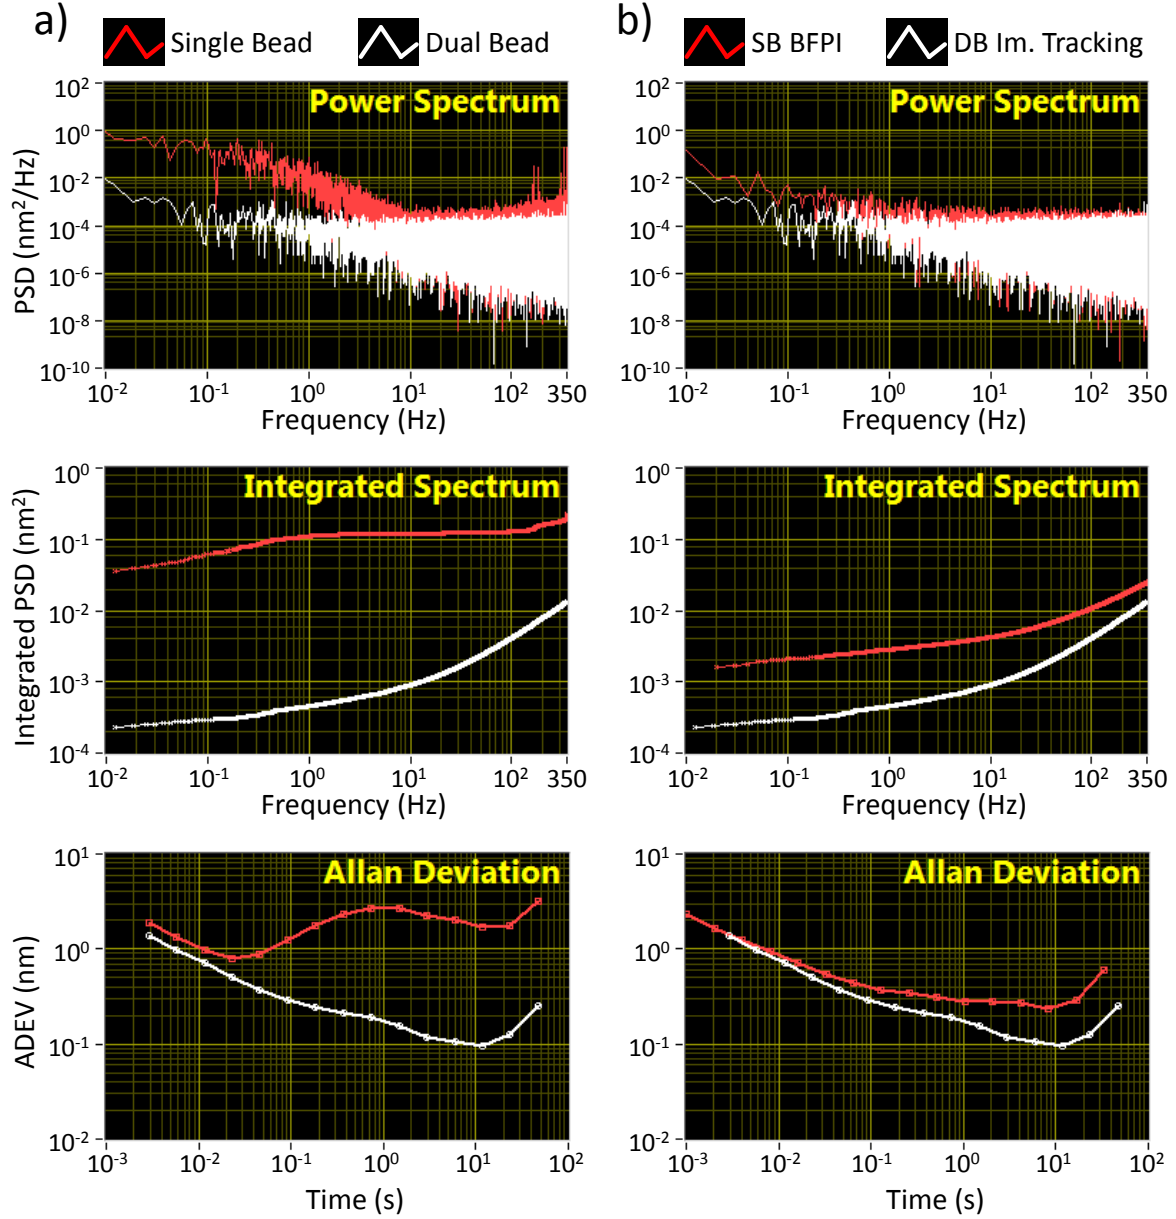 a)
Single Bead
Dual Bead
b)
SB BFPI
DB Im. Tracking
PSD (nm²/Hz)
10²
10⁰
10⁻²
10⁻⁴
10⁻⁶
10⁻⁸
10⁻¹⁰
Power Spectrum
10⁻² 10⁻¹ 10⁰ 10¹ 10² 350
Frequency (Hz)
10²
10⁰
10⁻²
10⁻⁴
10⁻⁶
10⁻⁸
10⁻¹⁰
Power Spectrum
10⁻² 10⁻¹ 10⁰ 10¹ 10² 350
Frequency (Hz)
Integrated PSD (nm²)
10⁰
10⁻¹
10⁻²
10⁻³
10⁻⁴
Integrated Spectrum
10⁻² 10⁻¹ 10⁰ 10¹ 10² 350
Frequency (Hz)
10⁰
10⁻¹
10⁻²
10⁻³
10⁻⁴
Integrated Spectrum
10⁻² 10⁻¹ 10⁰ 10¹ 10² 350
Frequency (Hz)
ADEV (nm)
10¹
10⁰
10⁻¹
10⁻²
Allan Deviation
10⁻³ 10⁻² 10⁻¹ 10⁰ 10¹ 10²
Time (s)
10¹
10⁰
10⁻¹
10⁻²
Allan Deviation
10⁻³ 10⁻² 10⁻¹ 10⁰ 10¹ 10²
Time (s)